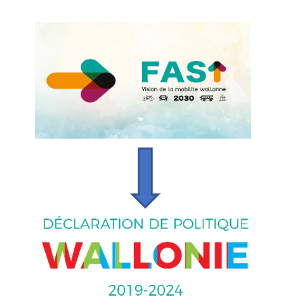 FAST
Vision de la mobilité wallonne
2030
DÉCLARATION DE POLITIQUE
WALLONIE
2019-2024